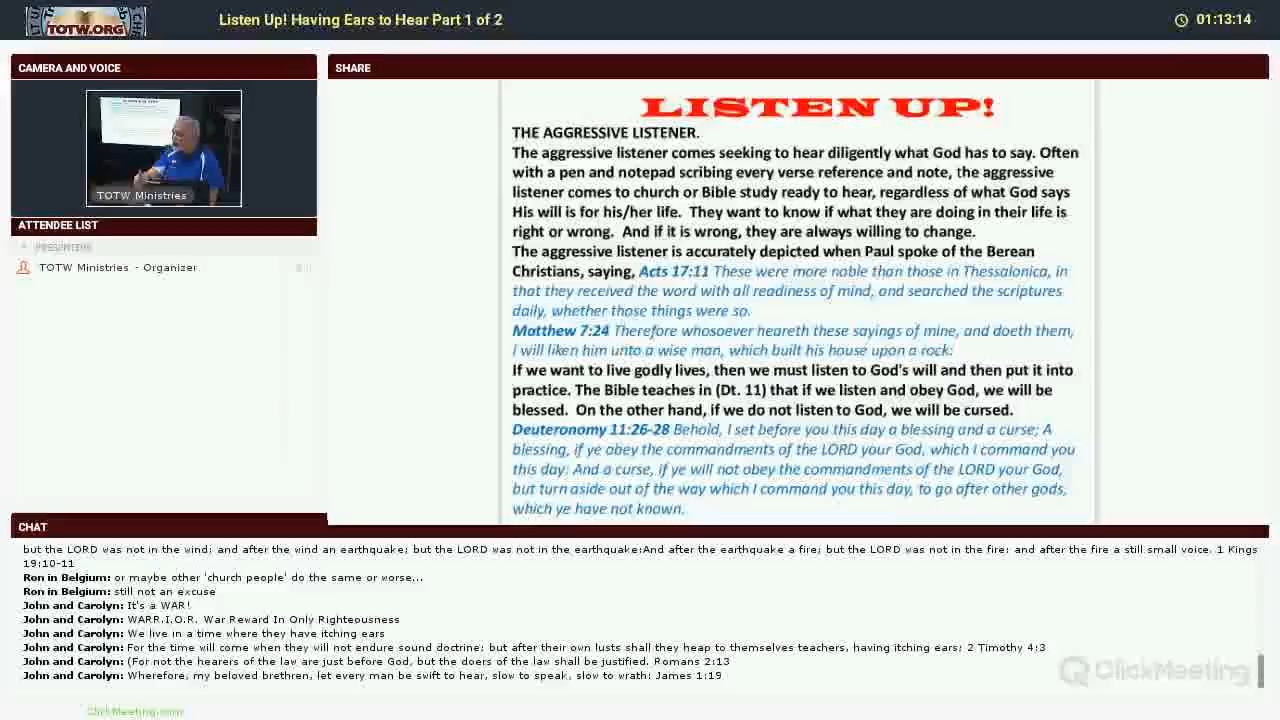 TOTW.ORG
Listen Up! Having Ears to Hear Part 1 of 2
01:13:14
CAMERA AND VOICE
TOTW Ministries
ATTENDEE LIST
PRESENTERS
TOTW Ministries - Organizer
SHARE
LISTEN UP!
THE AGGRESSIVE LISTENER.
The aggressive listener comes seeking to hear diligently what God has to say. Often
with a pen and notepad scribing every verse reference and note, the aggressive
listener comes to church or Bible study ready to hear, regardless of what God says
His will is for his/her life. They want to know if what they are doing in their life is
right or wrong. And if it is wrong, they are always willing to change.
The aggressive listener is accurately depicted when Paul spoke of the Berean
Christians, saying, Acts 17:11 These were more noble than those in Thessalonica, in
that they received the word with all readiness of mind, and searched the scriptures
daily, whether those things were so.
Matthew 7:24 Therefore whosoever heareth these sayings of mine, and doeth them,
I will liken him unto a wise man, which built his house upon a rock:
If we want to live godly lives, then we must listen to God's will and then put it into
practice. The Bible teaches in (Dt. 11) that if we listen and obey God, we will be
blessed. On the other hand, if we do not listen to God, we will be cursed.
Deuteronomy 11:26-28 Behold, I set before you this day a blessing and a curse; A
blessing, if ye obey the commandments of the LORD your God, which I command you
this day: And a curse, if ye will not obey the commandments of the LORD your God,
but turn aside out of the way which I command you this day, to go after other gods,
which ye have not known.
CHAT
but the LORD was not in the wind; and after the wind an earthquake; but the LORD was not in the earthquake:And after the earthquake a fire; but the LORD was not in the fire: and after the fire a still small voice. 1 Kings
19:10-11
Ron in Belgium: or maybe other 'church people' do the same or worse...
Ron in Belgium: still not an excuse
John and Carolyn: It's a WAR!
John and Carolyn: WARR.I.O.R. War Reward In Only Righteousness
John and Carolyn: We live in a time where they have itching ears
John and Carolyn: For the time will come when they will not endure sound doctrine; but after their own lusts shall they heap to themselves teachers, having itching ears; 2 Timothy 4:3
John and Carolyn: (For not the hearers of the law are just before God, but the doers of the law shall be justified. Romans 2:13
John and Carolyn: Wherefore, my beloved brethren, let every man be swift to hear, slow to speak, slow to wrath: James 1:19
ClickMeeting